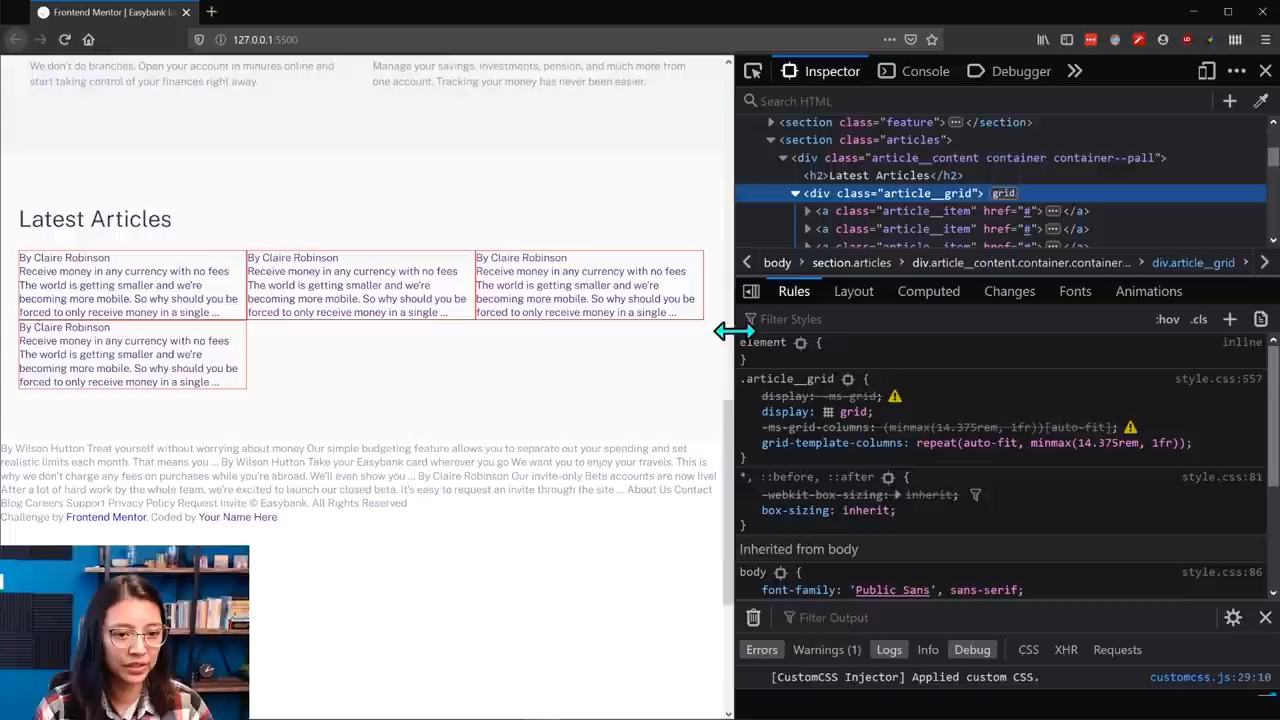 Frontend Mentor | Easybank la
127.0.0.1:5500
We don't do branches. Open your account in minutes online and
start taking control of your finances right away.
Manage your savings, investments, pension, and much more from
one account. Tracking your money has never been easier.
Latest Articles
By Claire Robinson
Receive money in any currency with no fees
The world is getting smaller and we're
becoming more mobile. So why should you be
forced to only receive money in a single ...
By Claire Robinson
Receive money in any currency with no fees
The world is getting smaller and we're
becoming more mobile. So why should you be
forced to only receive money in a single ...
By Claire Robinson
Receive money in any currency with no fees
The world is getting smaller and we're
becoming more mobile. So why should you be
forced to only receive money in a single ...
By Claire Robinson
Receive money in any currency with no fees
The world is getting smaller and we're
becoming more mobile. So why should you be
forced to only receive money in a single ...
By Wilson Hutton Treat yourself without worrying about money Our simple budgeting feature allows you to separate out your spending and set
realistic limits each month. That means you ... By Wilson Hutton Take your Easybank card wherever you go We want you to enjoy your travels. This is
why we don't charge any fees on purchases while you're abroad. We'll even show you ... By Claire Robinson Our invite-only Beta accounts are now live!
After a lot of hard work by the whole team, we're excited to launch our closed beta. It's easy to request an invite through the site ... About Us Contact
Blog Careers Support Privacy Policy Request Invite © Easybank. All Rights Reserved
Challenge by Frontend Mentor. Coded by Your Name Here.
Inspector
Console
Debugger
Search HTML
<section class="feature"> </section>
<section class="articles">
<div class="article__content container container--pall">
<h2>Latest Articles</h2>
<div class="article__grid"> grid
<a class="article__item" href="#"> </a>
<a class="article__item" href="#"> </a>
body
section.articles
div.article__content.container.container...
div.article__grid
Rules
Layout
Computed
Changes
Fonts
Animations
Filter Styles
:hov
.cls
element {
inline
}
.article__grid {
style.css:557
display: -ms-grid;
display: grid;
-ms-grid-columns: (minmax(14.375rem, 1fr))[auto-fit];
grid-template-columns: repeat(auto-fit, minmax(14.375rem, 1fr));
}
*, ::before, ::after {
style.css:81
-webkit-box-sizing: inherit;
box-sizing: inherit;
}
Inherited from body
body {
style.css:86
font-family: 'Public Sans', sans-serif;
Filter Output
Errors
Warnings (1)
Logs
Info
Debug
CSS
XHR
Requests
[CustomCSS Injector] Applied custom CSS.
customcss.js:29:10